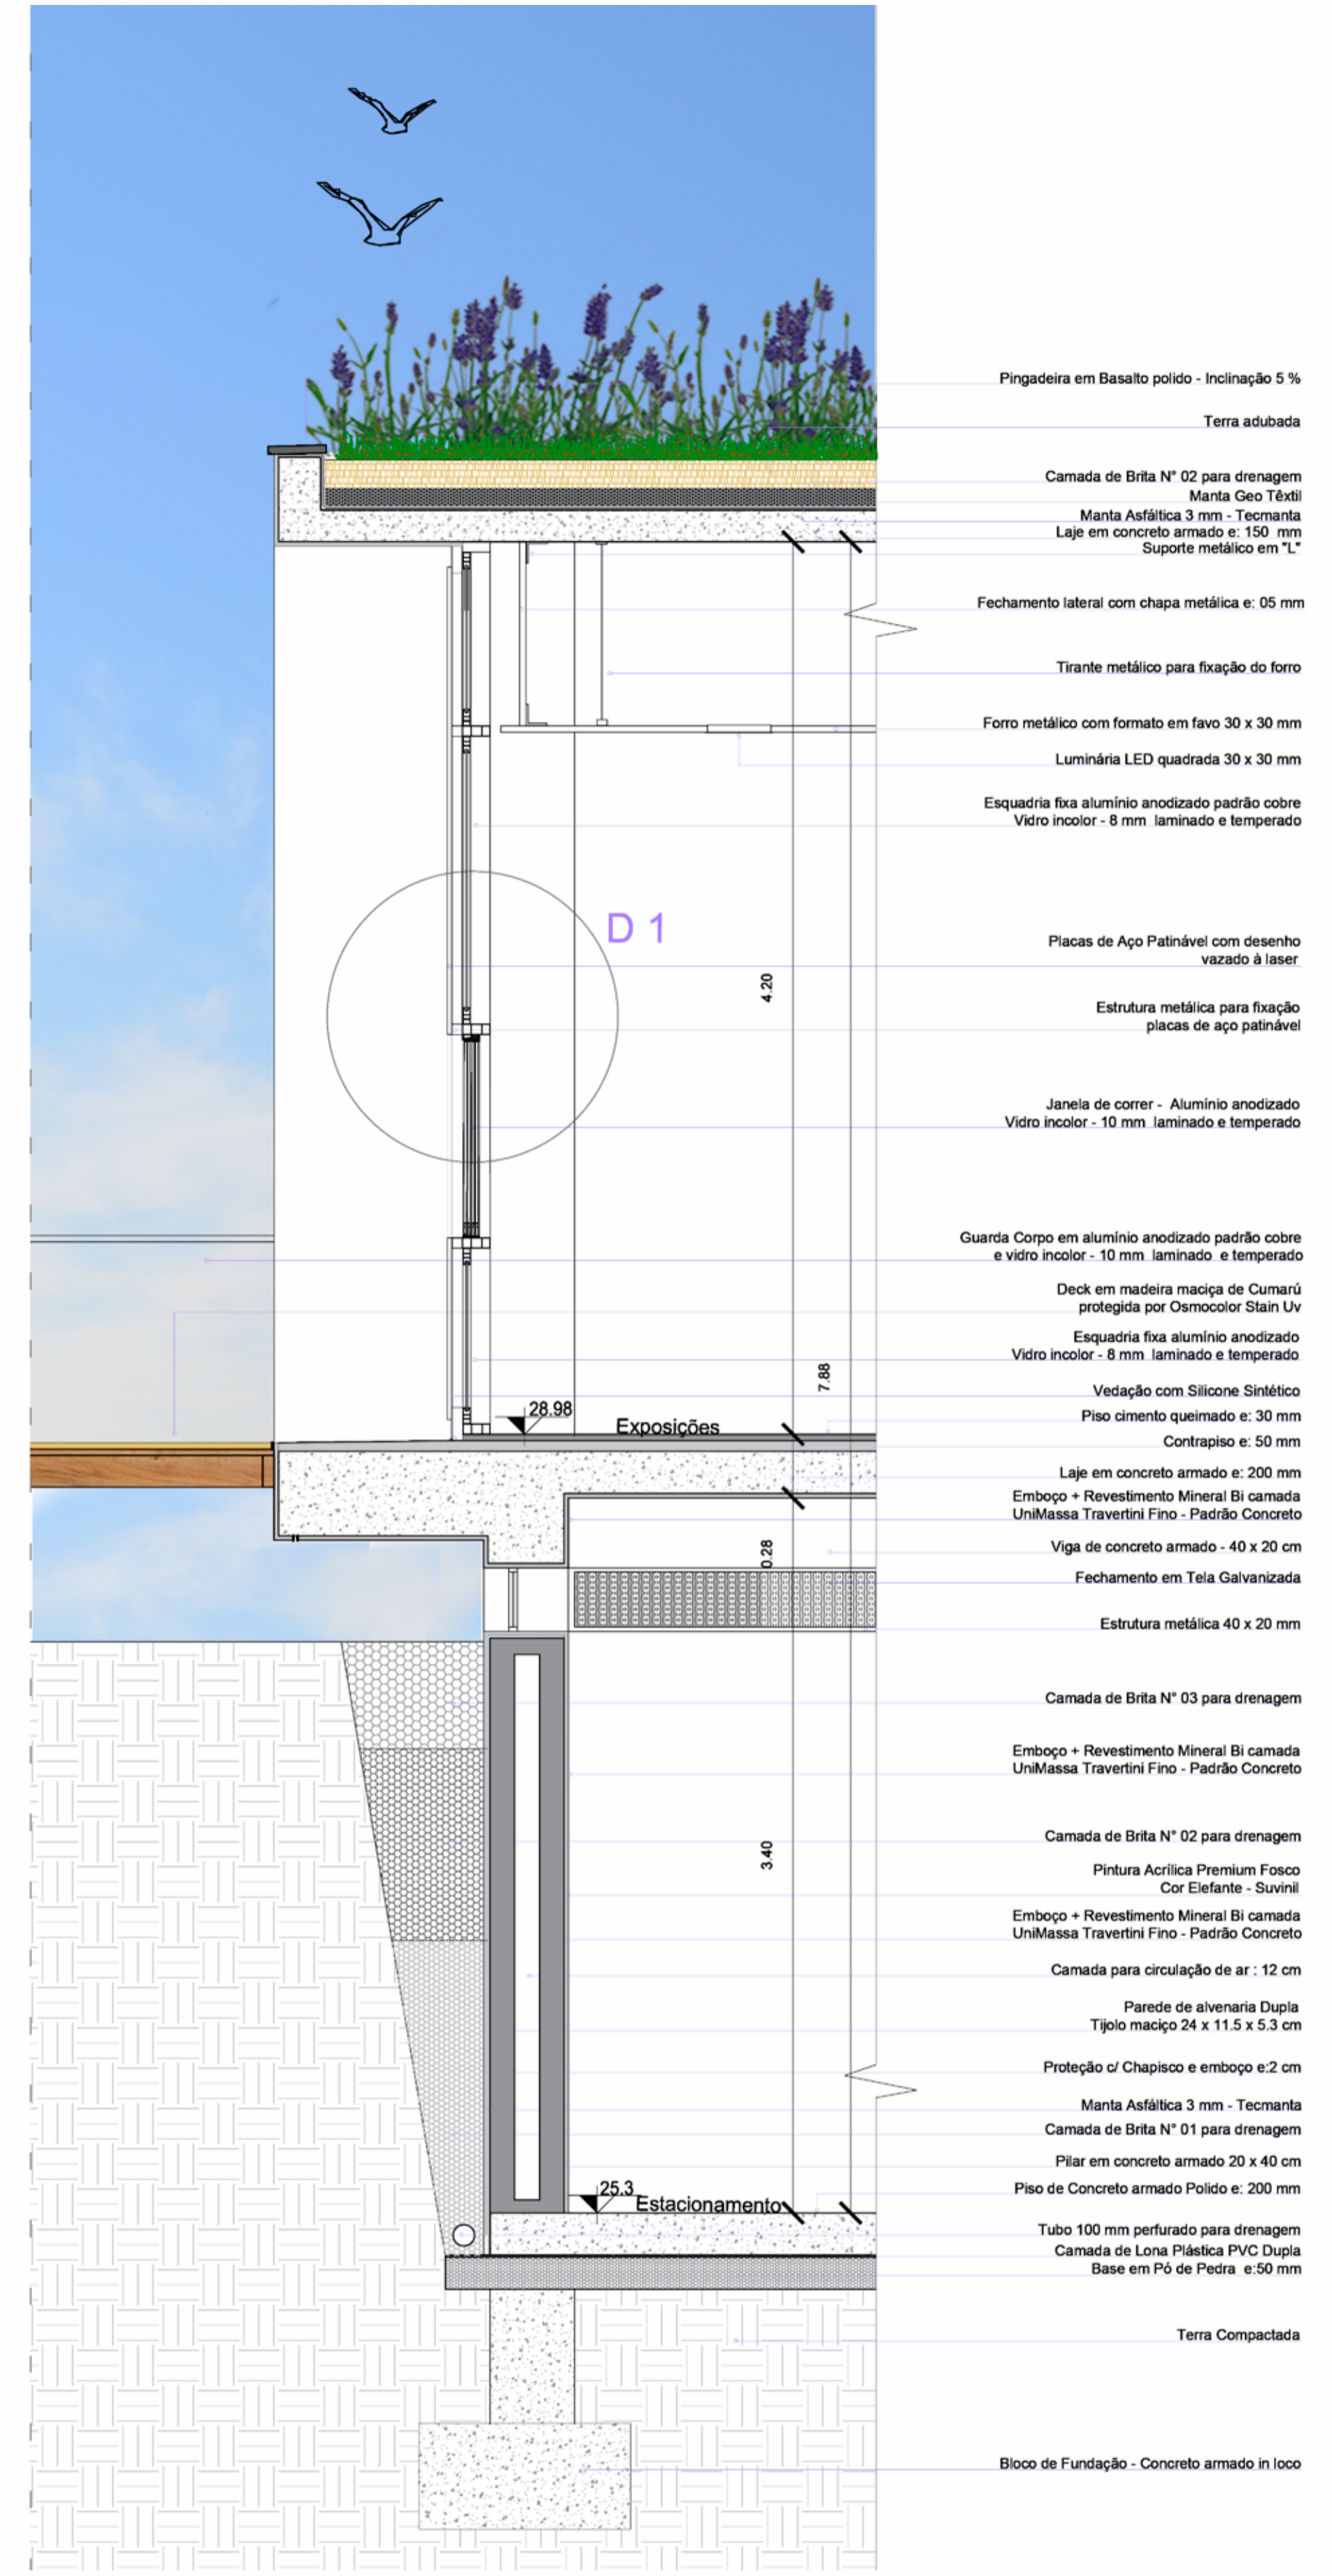 Pingadeira em Basalto polido - Inclinação 5 %
Terra adubada
Camada de Brita N° 02 para drenagem
Manta Geo Têxtil
Manta Asfáltica 3 mm - Tecmanta
Laje em concreto armado e: 150 mm
Suporte metálico em "L"
Fechamento lateral com chapa metálica e: 05 mm
Tirante metálico para fixação do forro
Forro metálico com formato em favo 30 x 30 mm
Luminária LED quadrada 30 x 30 mm
Esquadria fixa alumínio anodizado padrão cobre
Vidro incolor - 8 mm laminado e temperado
D 1
Placas de Aço Patinável com desenho
vazado à laser
4.20
Estrutura metálica para fixação
placas de aço patinável
Janela de correr - Alumínio anodizado
Vidro incolor - 10 mm laminado e temperado
Guarda Corpo em alumínio anodizado padrão cobre
e vidro incolor - 10 mm laminado e temperado
Deck em madeira maciça de Cumarú
protegida por Osmocolor Stain Uv
Esquadria fixa alumínio anodizado
Vidro incolor - 8 mm laminado e temperado
7.88
Vedação com Silicone Sintético
28.98
Exposições
Piso cimento queimado e: 30 mm
Contrapiso e: 50 mm
Laje em concreto armado e: 200 mm
Emboço + Revestimento Mineral Bi camada
UniMassa Travertini Fino - Padrão Concreto
0.28
Viga de concreto armado - 40 x 20 cm
Fechamento em Tela Galvanizada
Estrutura metálica 40 x 20 mm
Camada de Brita N° 03 para drenagem
Emboço + Revestimento Mineral Bi camada
UniMassa Travertini Fino - Padrão Concreto
Camada de Brita N° 02 para drenagem
3.40
Pintura Acrílica Premium Fosco
Cor Elefante - Suvinil
Emboço + Revestimento Mineral Bi camada
UniMassa Travertini Fino - Padrão Concreto
Camada para circulação de ar : 12 cm
Parede de alvenaria Dupla
Tijolo maciço 24 x 11.5 x 5.3 cm
Proteção c/ Chapisco e emboço e:2 cm
Manta Asfáltica 3 mm - Tecmanta
Camada de Brita N° 01 para drenagem
Pilar em concreto armado 20 x 40 cm
25.3
Estacionamento
Piso de Concreto armado Polido e: 200 mm
Tubo 100 mm perfurado para drenagem
Camada de Lona Plástica PVC Dupla
Base em Pó de Pedra e:50 mm
Terra Compactada
Bloco de Fundação - Concreto armado in loco